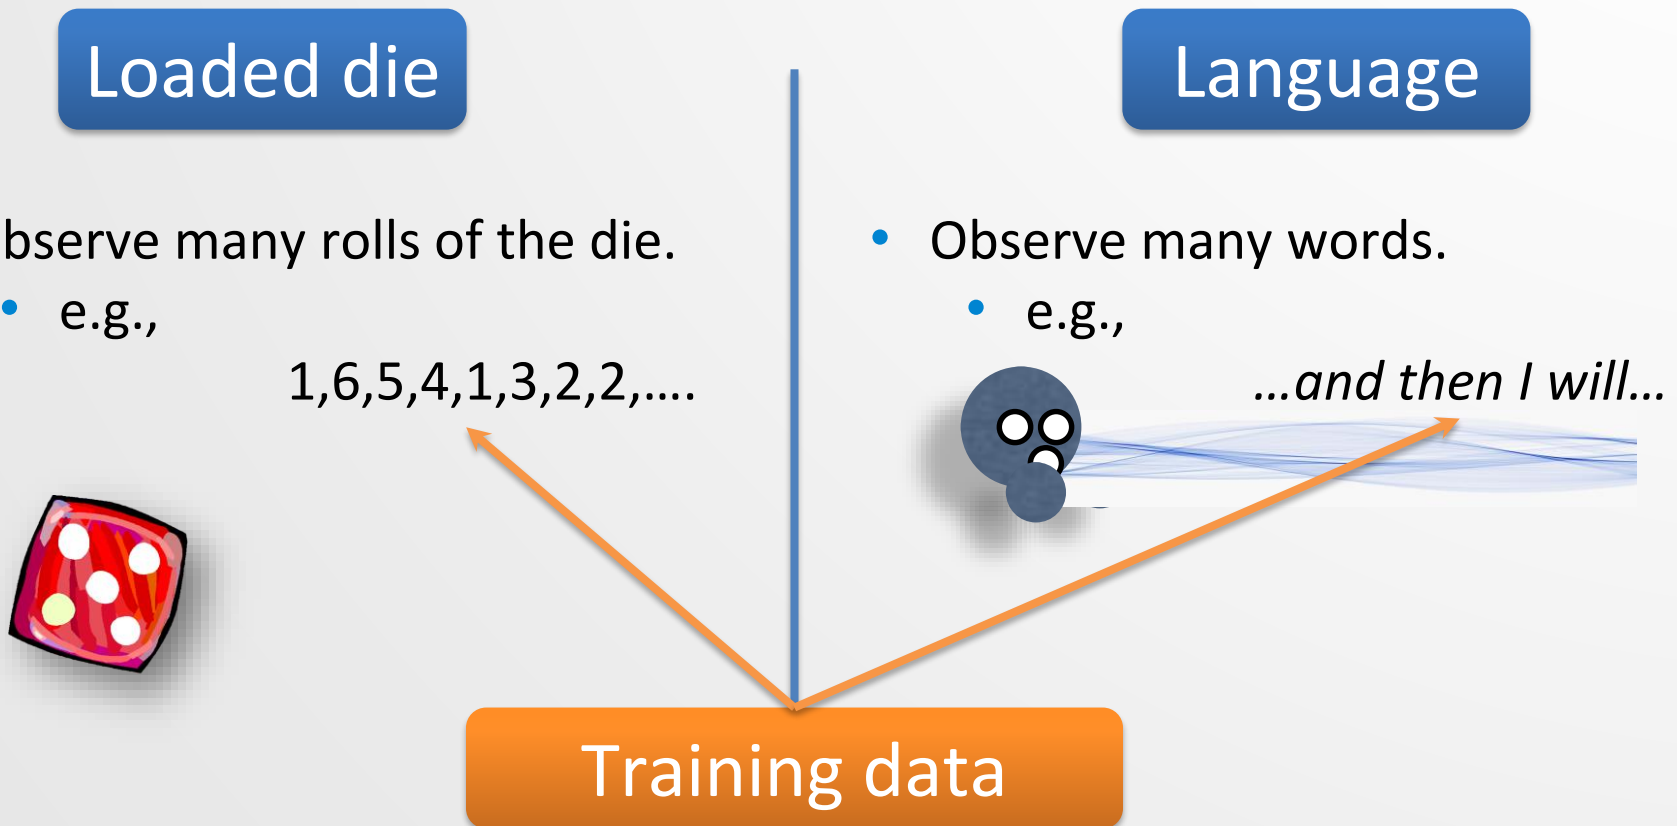 Loaded die
bserve many rolls of the die.
• e.g.,
1,6,5,4,1,3,2,2,….
Language
• Observe many words.
• e.g.,
…and then I will…
Training data